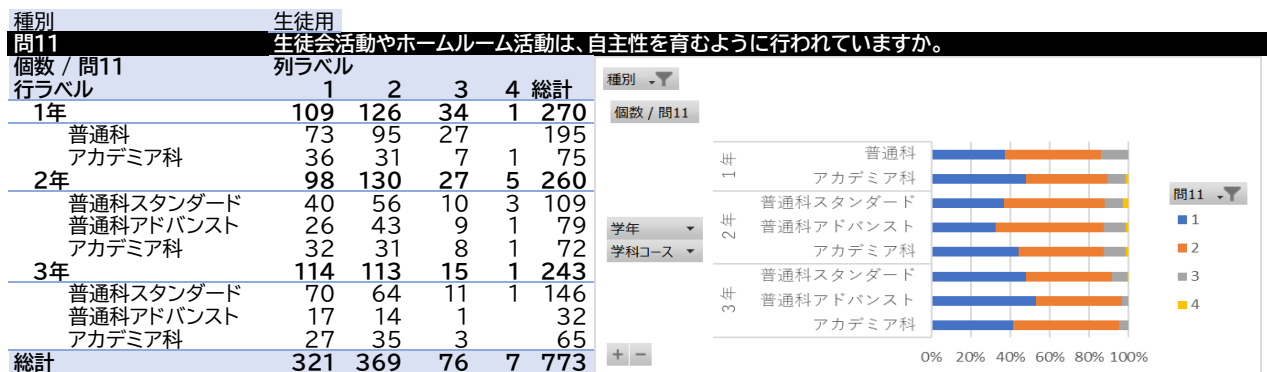 種別 生徒用
問11 生徒会活動やホームルーム活動は、自主性を育むように行われていますか。
個数 / 問11 列ラベル
行ラベル 1 2 3 4 総計
1年 109 126 34 1 270
普通科 73 95 27 195
アカデミア科 36 31 7 1 75
2年 98 130 27 5 260
普通科スタンダード 40 56 10 3 109
普通科アドバンスト 26 43 9 1 79
アカデミア科 32 31 8 1 72
3年 114 113 15 1 243
普通科スタンダード 70 64 11 1 146
普通科アドバンスト 17 14 1 32
アカデミア科 27 35 3 65
総計 321 369 76 7 773
種別
個数 / 問11
学年
学科コース
1年
普通科
アカデミア科
2年
普通科スタンダード
普通科アドバンスト
アカデミア科
3年
普通科スタンダード
普通科アドバンスト
アカデミア科
0% 20% 40% 60% 80% 100%
問11
1
2
3
4
+ −